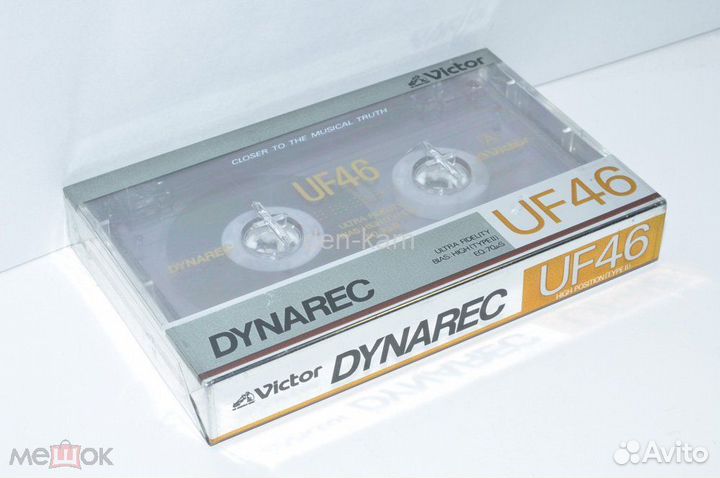 Victor
CLOSER TO THE MUSICAL TRUTH
UF46
DYNAREC
A
ULTRA FIDELITY
BIAS·HIGH(TYPE II)
EQ·70μS
UF46
DYNAREC
Victor
DYNAREC
UF46
HIGH POSITION(TYPE II)
мешок
Avito